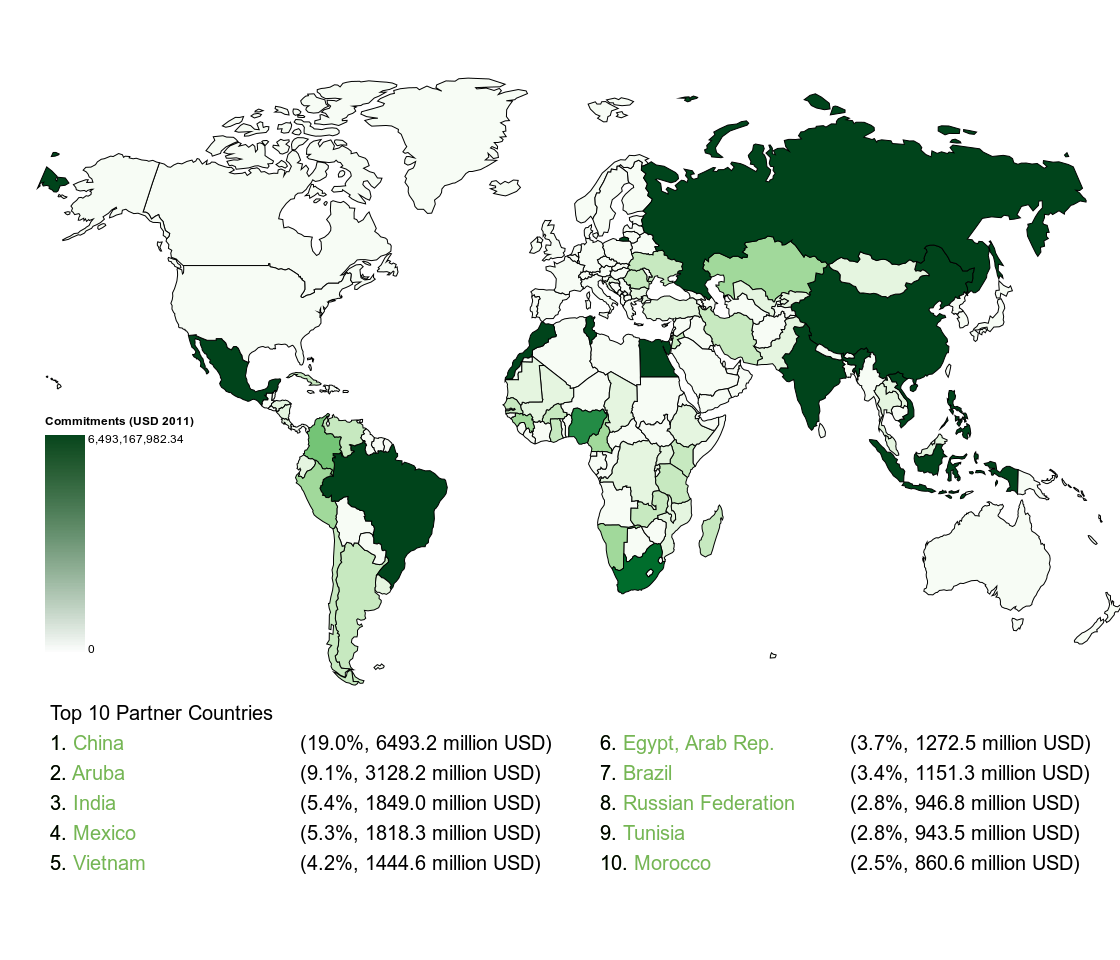 Commitments (USD 2011)
6,493,167,982.34
0
Top 10 Partner Countries
1. China (19.0%, 6493.2 million USD)
2. Aruba (9.1%, 3128.2 million USD)
3. India (5.4%, 1849.0 million USD)
4. Mexico (5.3%, 1818.3 million USD)
5. Vietnam (4.2%, 1444.6 million USD)
6. Egypt, Arab Rep. (3.7%, 1272.5 million USD)
7. Brazil (3.4%, 1151.3 million USD)
8. Russian Federation (2.8%, 946.8 million USD)
9. Tunisia (2.8%, 943.5 million USD)
10. Morocco (2.5%, 860.6 million USD)